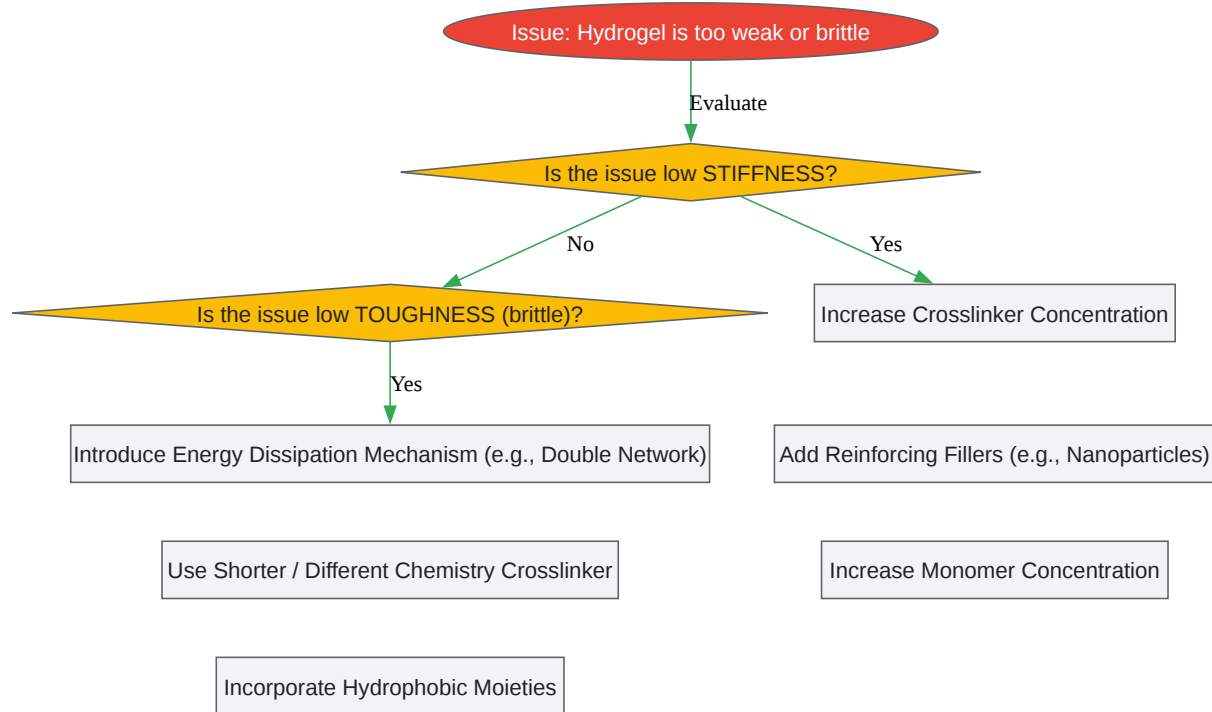 Issue: Hydrogel is too weak or brittle
Evaluate
Is the issue low STIFFNESS?
No
Yes
Is the issue low TOUGHNESS (brittle)?
Increase Crosslinker Concentration
Yes
Introduce Energy Dissipation Mechanism (e.g., Double Network)
Add Reinforcing Fillers (e.g., Nanoparticles)
Use Shorter / Different Chemistry Crosslinker
Increase Monomer Concentration
Incorporate Hydrophobic Moieties